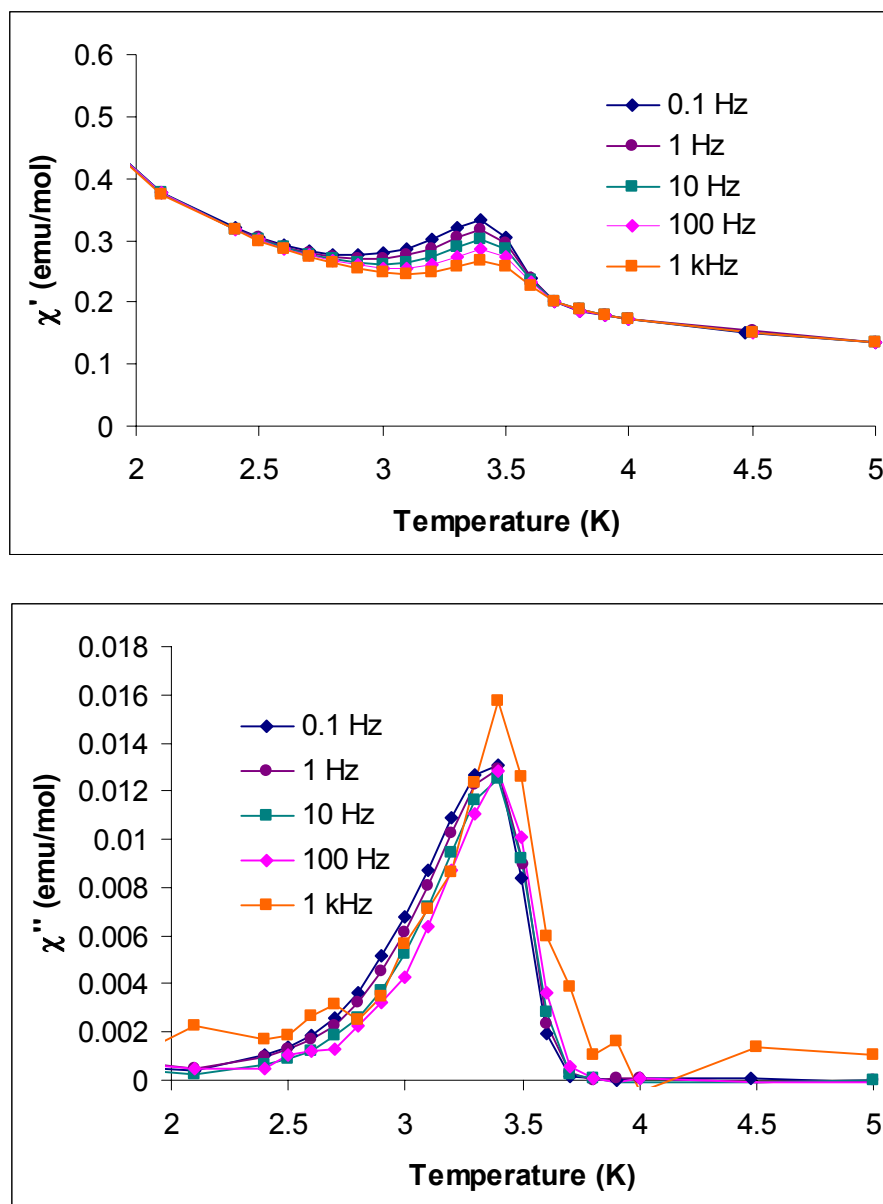 0.6
0.5
0.4
0.3
0.2
0.1
0
χ' (emu/mol)
0.1 Hz
1 Hz
10 Hz
100 Hz
1 kHz
2 2.5 3 3.5 4 4.5 5
Temperature (K)
0.018
0.016
0.014
0.012
0.01
0.008
0.006
0.004
0.002
0
χ" (emu/mol)
0.1 Hz
1 Hz
10 Hz
100 Hz
1 kHz
2 2.5 3 3.5 4 4.5 5
Temperature (K)